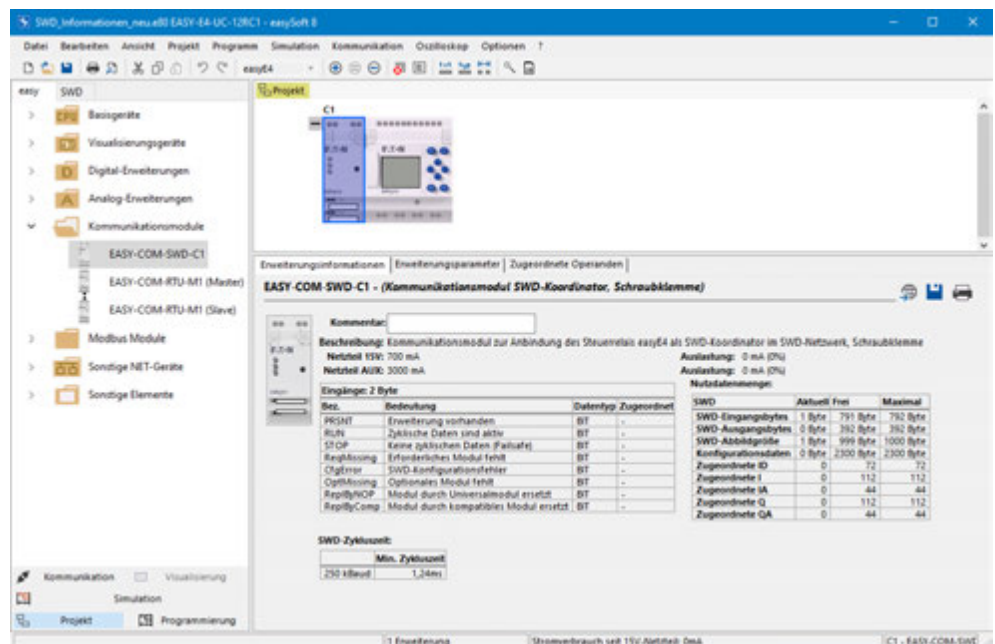 SWD_Informationen_neu.e80 EASY-E4-UC-12RC1 - easySoft 8
Datei Bearbeiten Ansicht Projekt Programm Simulation Kommunikation Oszilloskop Optionen ?
easyE4
easy SWD
Projekt
C1
Basisgeräte
Visualisierungsgeräte
Digital-Erweiterungen
Analog-Erweiterungen
Kommunikationsmodule
EASY-COM-SWD-C1
EASY-COM-RTU-M1 (Master)
EASY-COM-RTU-M1 (Slave)
Modbus Module
Sonstige NET-Geräte
Sonstige Elemente
Kommunikation Visualisierung
Simulation
Projekt Programmierung
Erweiterungsinformationen Erweiterungsparameter Zugeordnete Operanden
EASY-COM-SWD-C1 - (Kommunikationsmodul SWD-Koordinator, Schraubklemme)
Kommentar:
Beschreibung: Kommunikationsmodul zur Anbindung des Steuerrelais easyE4 als SWD-Koordinator im SWD-Netzwerk, Schraubklemme
Netzteil 15V: 700 mA Auslastung: 0 mA (0%)
Netzteil AUX: 3000 mA Auslastung: 0 mA (0%)
Eingänge: 2 Byte
Bez. Bedeutung Datentyp Zugeordnet
PRSNT Erweiterung vorhanden BIT -
RUN Zyklische Daten sind aktiv BIT -
STOP Keine zyklischen Daten (Failsafe) BIT -
ReqMissing Erforderliches Modul fehlt BIT -
CfgError SWD-Konfigurationsfehler BIT -
OptMissing Optionales Modul fehlt BIT -
ReplByNOP Modul durch Universalmodul ersetzt BIT -
ReplByComp Modul durch kompatibles Modul ersetzt BIT -
Nutzdatenmenge:
SWD Aktuell Frei Maximal
SWD-Eingangsbytes 1 Byte 791 Byte 792 Byte
SWD-Ausgangsbytes 0 Byte 392 Byte 392 Byte
SWD-Abbildgröße 1 Byte 999 Byte 1000 Byte
Konfigurationsdaten 0 Byte 2300 Byte 2300 Byte
Zugeordnete ID 0 72 72
Zugeordnete I 0 112 112
Zugeordnete IA 0 44 44
Zugeordnete Q 0 112 112
Zugeordnete QA 0 44 44
SWD-Zykluszeit:
Min. Zykluszeit
250 kBaud 1,24ms
1 Erweiterung Stromverbrauch seit 15V-Netzteil: 0mA C1 - EASY-COM-SWD